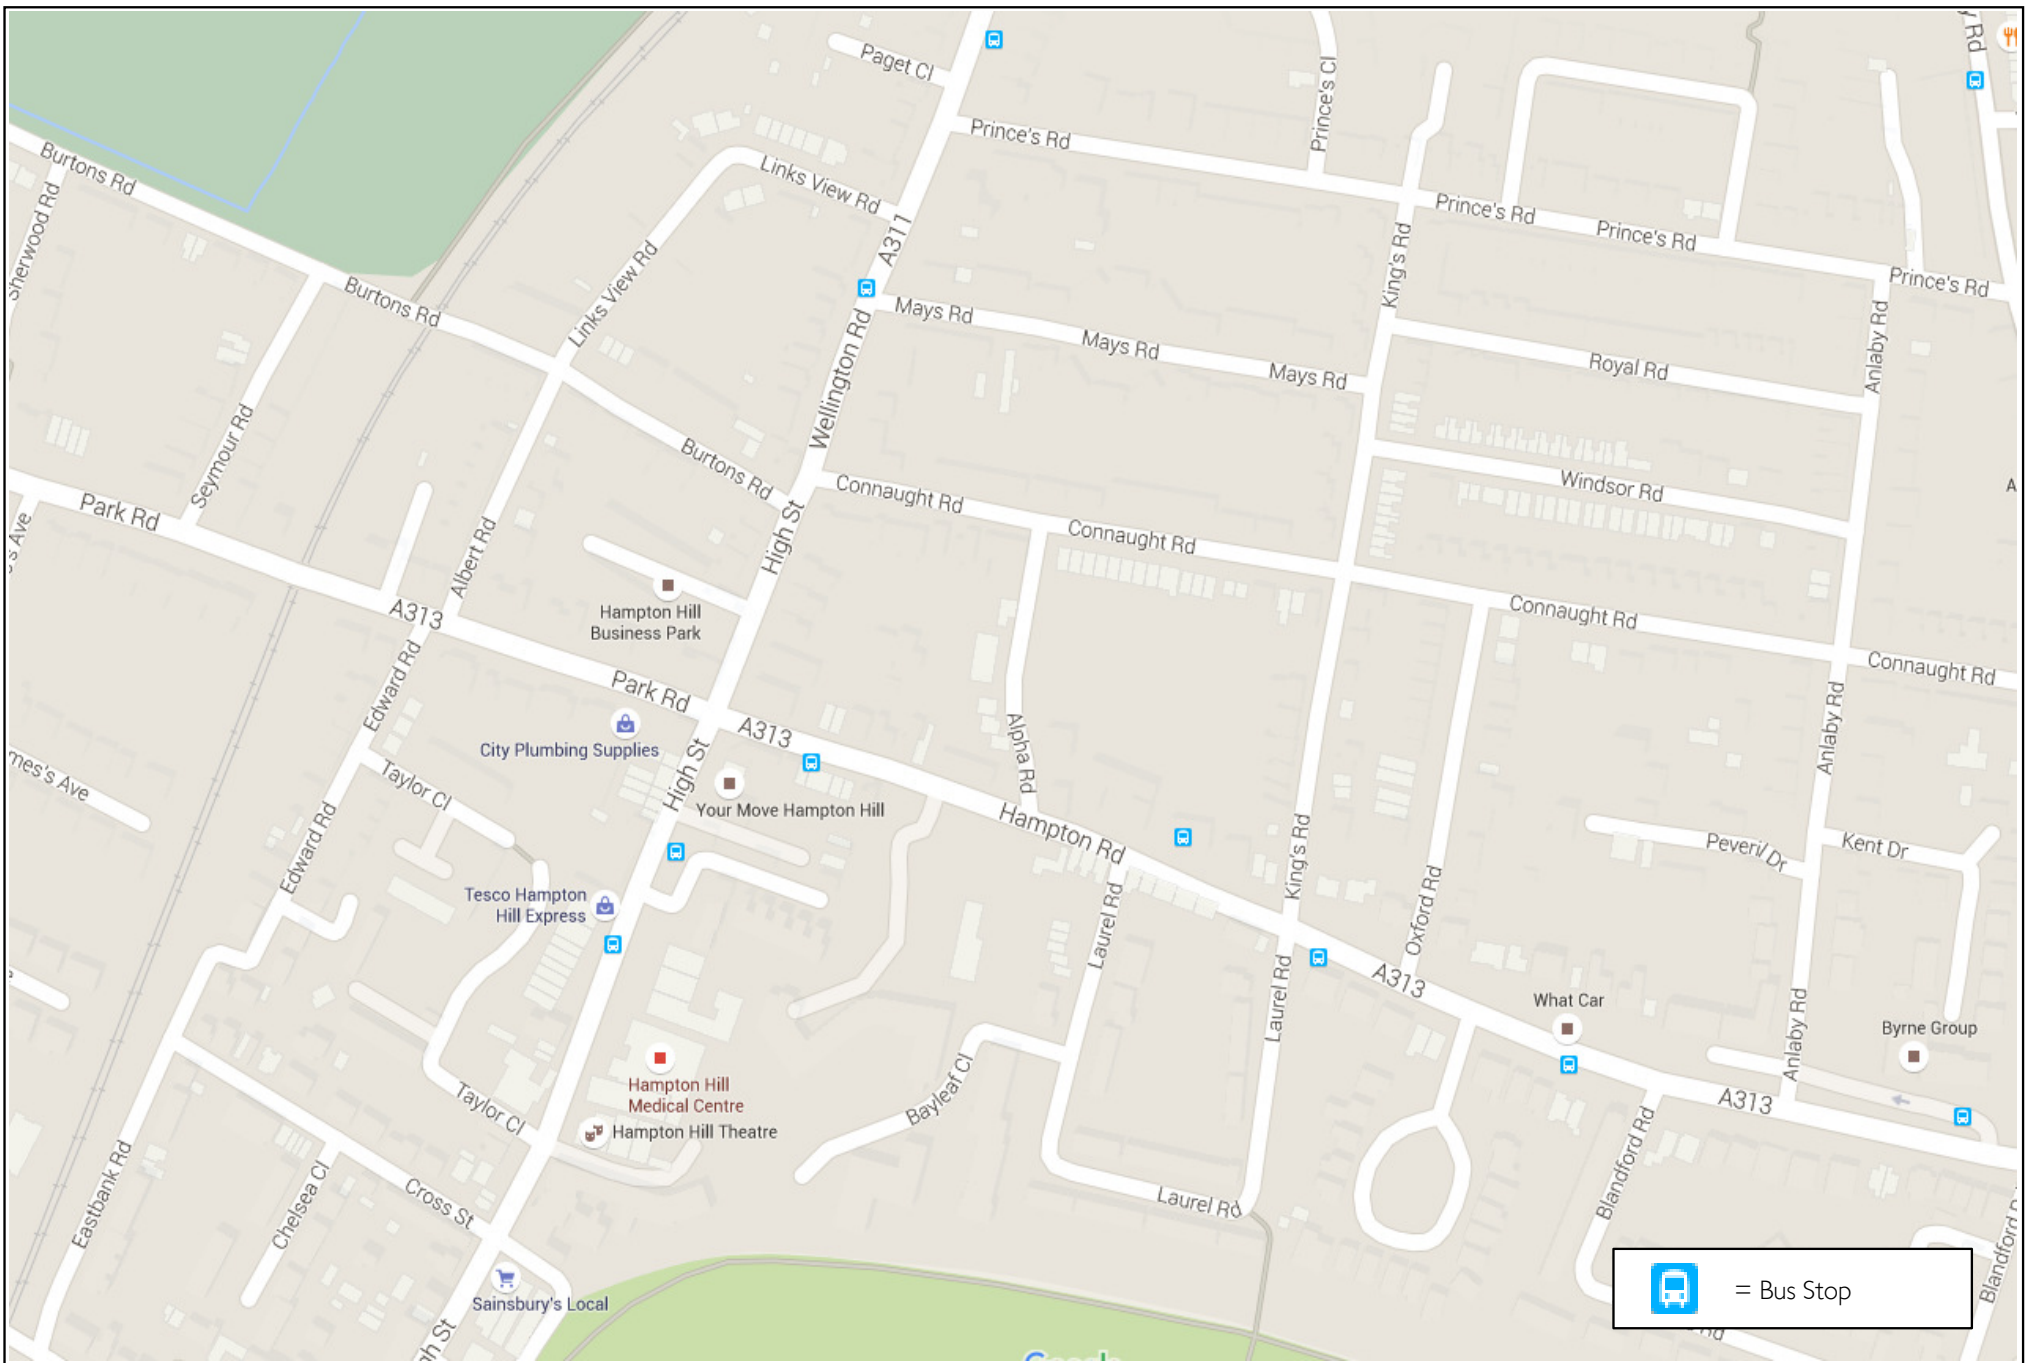 Paget Cl
Prince's Rd
Prince's Cl
Prince's Rd
Prince's Rd
Prince's Rd
Rd
Burtons Rd
Sherwood Rd
Burtons Rd
Links View Rd
Links View Rd
A311
Mays Rd
Mays Rd
Mays Rd
King's Rd
Royal Rd
Anlaby Rd
Wellington Rd
Burtons Rd
Seymour Rd
Park Rd
Connaught Rd
Connaught Rd
Windsor Rd
High St
Albert Rd
A313
Hampton Hill
Business Park
Connaught Rd
Connaught Rd
Edward Rd
Park Rd
A313
City Plumbing Supplies
High St
Your Move Hampton Hill
Alpha Rd
Anlaby Rd
Taylor Cl
Edward Rd
Hampton Rd
King's Rd
Peveril Dr
Kent Dr
Tesco Hampton
Hill Express
Laurel Rd
Oxford Rd
Laurel Rd
A313
What Car
Anlaby Rd
Byrne Group
Hampton Hill
Medical Centre
Hampton Hill Theatre
Taylor Cl
Bayleaf Cl
A313
Blandford Rd
Eastbank Rd
Chelsea Cl
Cross St
Laurel Rd
Sainsbury's Local
Blandford
= Bus Stop